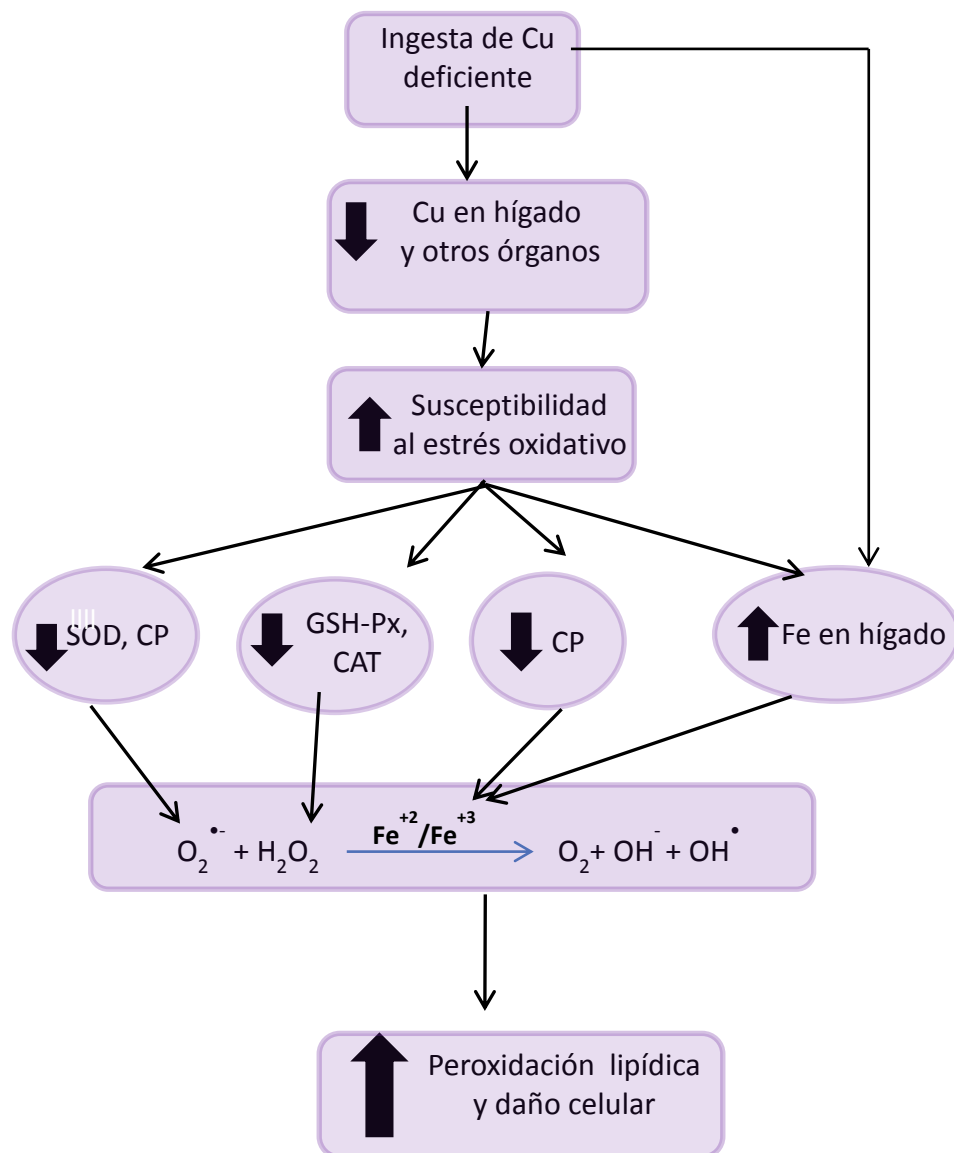 Ingesta de Cu
deficiente
Cu en hígado
y otros órganos
Susceptibilidad
al estrés oxidativo
SOD, CP
GSH-Px,
CAT
CP
Fe en hígado
Fe⁺²/Fe⁺³
O₂•⁻ + H₂O₂
O₂+ OH⁻ + OH•
Peroxidación lipídica
y daño celular